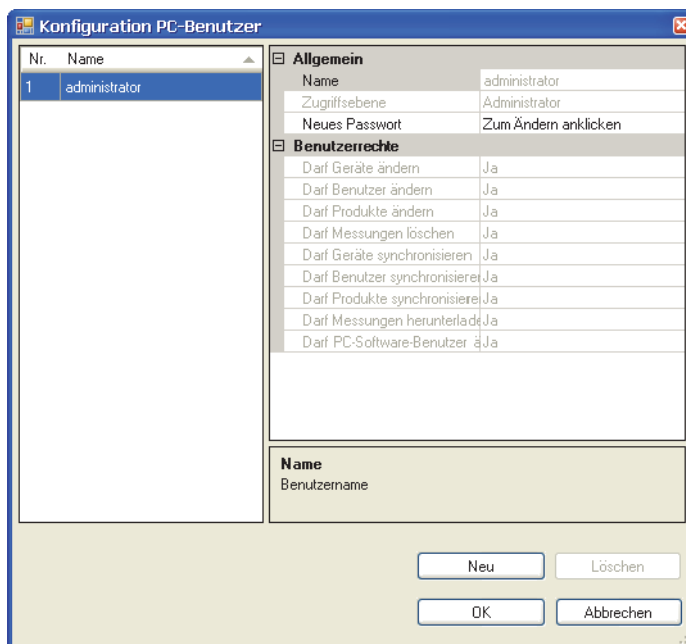 Konfiguration PC-Benutzer
Nr. Name
1 administrator
Allgemein
Name administrator
Zugriffsebene Administrator
Neues Passwort Zum Ändern anklicken
Benutzerrechte
Darf Geräte ändern Ja
Darf Benutzer ändern Ja
Darf Produkte ändern Ja
Darf Messungen löschen Ja
Darf Geräte synchronisieren Ja
Darf Benutzer synchronisierer Ja
Darf Produkte synchronisiere Ja
Darf Messungen herunterlade Ja
Darf PC-Software-Benutzer ä Ja
Name
Benutzername
Neu Löschen
OK Abbrechen